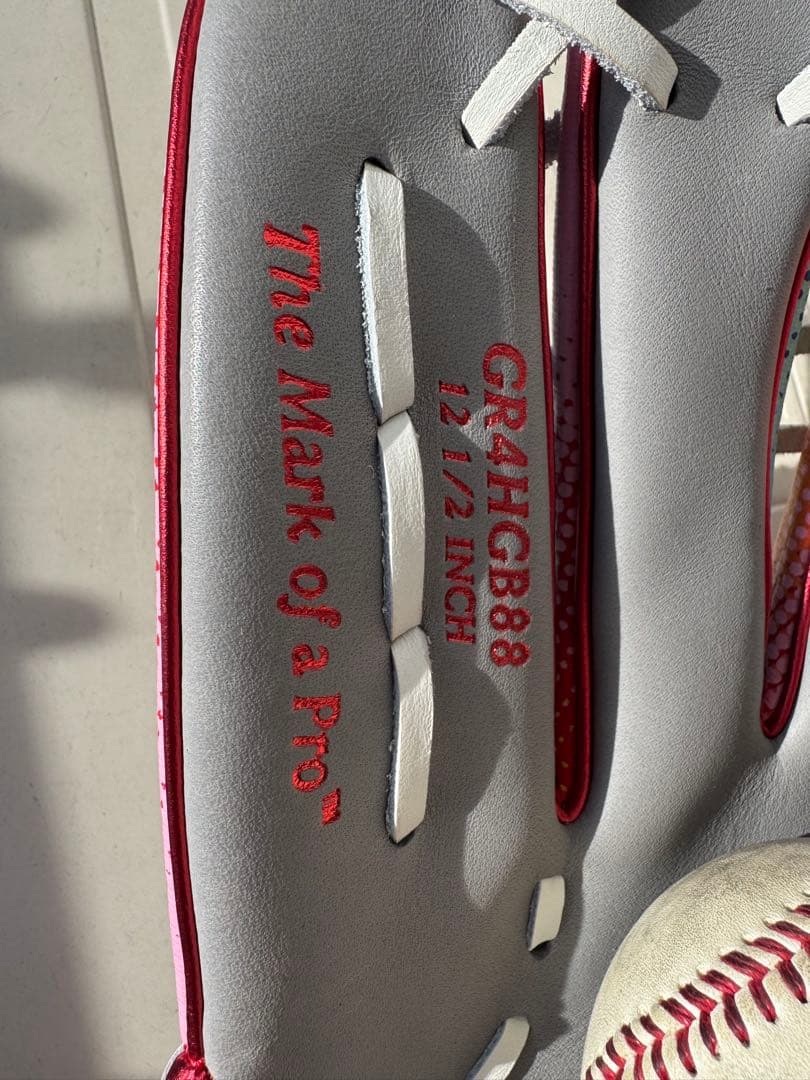 GR4HGB88
12 1/2 INCH
The Mark of a Pro™